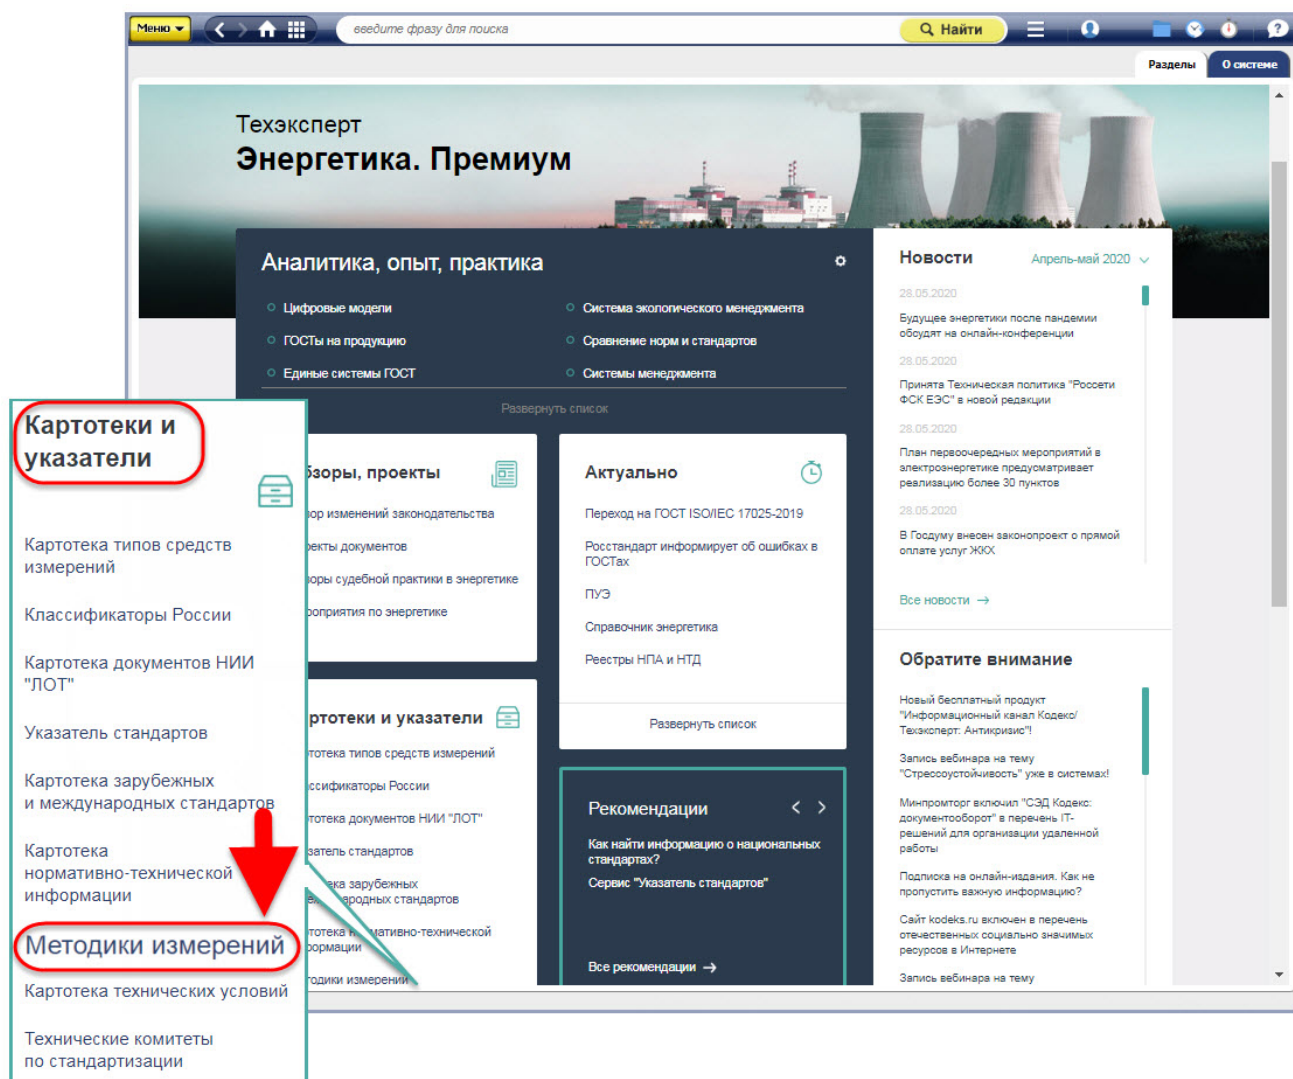 Меню
введите фразу для поиска
Найти
Разделы
О системе
Техэксперт
Энергетика. Премиум
Аналитика, опыт, практика
Цифровые модели
ГОСТы на продукцию
Единые системы ГОСТ
Система экологического менеджмента
Сравнение норм и стандартов
Системы менеджмента
Развернуть список
Новости
Апрель-май 2020
28.05.2020
Будущее энергетики после пандемии
обсудят на онлайн-конференции
28.05.2020
Принята Техническая политика "Россети
ФСК ЕЭС" в новой редакции
28.05.2020
План первоочередных мероприятий в
электроэнергетике предусматривает
реализацию более 30 пунктов
28.05.2020
В Госдуму внесен законопроект о прямой
оплате услуг ЖКХ
Все новости →
Картотеки и
указатели
Картотека типов средств
измерений
Классификаторы России
Картотека документов НИИ
"ЛОТ"
Указатель стандартов
Картотека зарубежных
и международных стандартов
Картотека
нормативно-технической
информации
Методики измерений
Картотека технических условий
Технические комитеты
по стандартизации
зоры, проекты
ор изменений законодательства
екты документов
оры судебной практики в энергетике
оприятия по энергетике
ртотеки и указатели
тотека типов средств измерений
ссификаторы России
тотека документов НИИ "ЛОТ"
затель стандартов
ека зарубежных
родных стандартов
тотека н мативно-технической
ормации
тодики измерений
Актуально
Переход на ГОСТ ISO/IEC 17025-2019
Росстандарт информирует об ошибках в
ГОСТах
ПУЭ
Справочник энергетика
Реестры НПА и НТД
Развернуть список
Рекомендации
Как найти информацию о национальных
стандартах?
Сервис "Указатель стандартов"
Все рекомендации →
Обратите внимание
Новый бесплатный продукт
"Информационный канал Кодекс/
Техэксперт: Антикризис"!
Запись вебинара на тему
"Стрессоустойчивость" уже в системах!
Минпромторг включил "СЭД Кодекс:
документооборот" в перечень IT-
решений для организации удаленной
работы
Подписка на онлайн-издания. Как не
пропустить важную информацию?
Сайт kodeks.ru включен в перечень
отечественных социально значимых
ресурсов в Интернете
Запись вебинара на тему